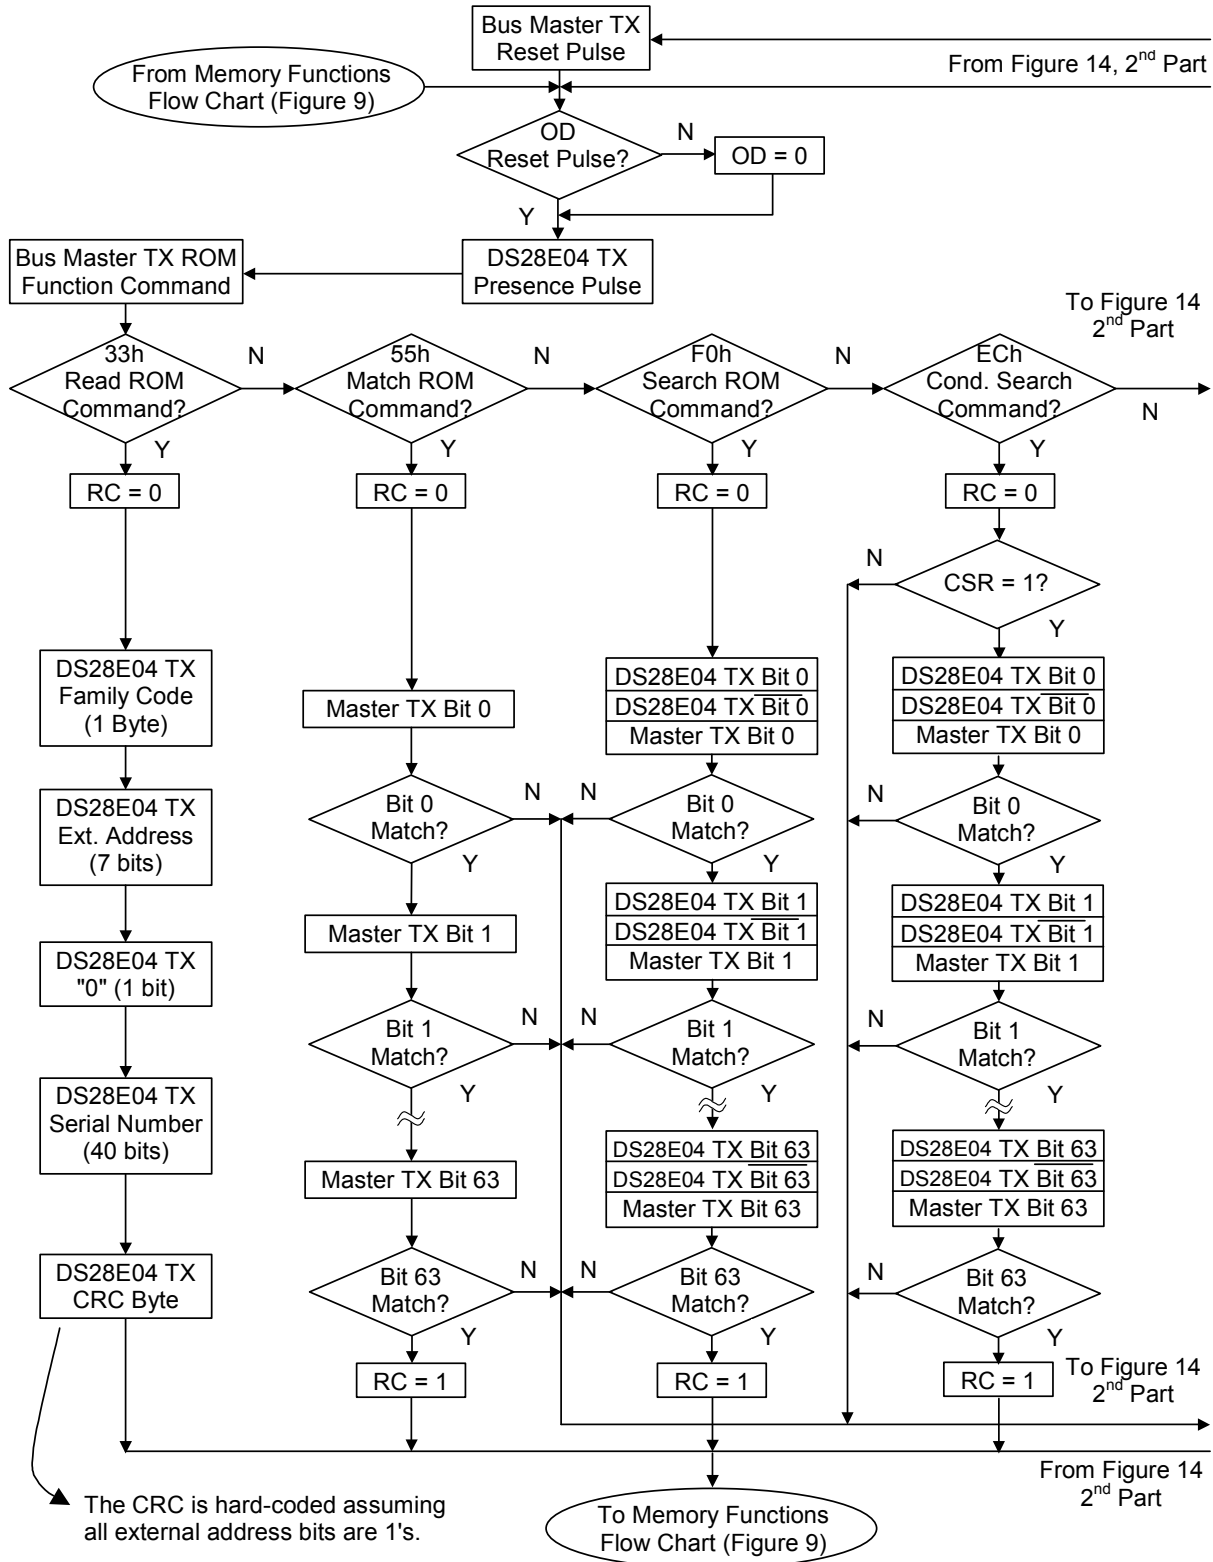 Bus Master TX
Reset Pulse
From Figure 14, 2nd Part
From Memory Functions
Flow Chart (Figure 9)
OD
Reset Pulse?
N
OD = 0
Y
Bus Master TX ROM
Function Command
DS28E04 TX
Presence Pulse
To Figure 14
2nd Part
33h
Read ROM
Command?
N
55h
Match ROM
Command?
N
F0h
Search ROM
Command?
N
ECh
Cond. Search
Command?
N
Y
Y
Y
Y
RC = 0
RC = 0
RC = 0
RC = 0
N
CSR = 1?
Y
DS28E04 TX
Family Code
(1 Byte)
Master TX Bit 0
DS28E04 TX Bit 0
DS28E04 TX B̅i̅t̅ ̅0̅
Master TX Bit 0
DS28E04 TX Bit 0
DS28E04 TX B̅i̅t̅ ̅0̅
Master TX Bit 0
DS28E04 TX
Ext. Address
(7 bits)
Bit 0
Match?
N
N
Bit 0
Match?
N
Bit 0
Match?
Y
Y
Y
DS28E04 TX
"0" (1 bit)
Master TX Bit 1
DS28E04 TX Bit 1
DS28E04 TX B̅i̅t̅ ̅1̅
Master TX Bit 1
DS28E04 TX Bit 1
DS28E04 TX B̅i̅t̅ ̅1̅
Master TX Bit 1
Bit 1
Match?
N
N
Bit 1
Match?
N
Bit 1
Match?
Y
Y
Y
DS28E04 TX
Serial Number
(40 bits)
Master TX Bit 63
DS28E04 TX Bit 63
DS28E04 TX B̅i̅t̅ ̅6̅3̅
Master TX Bit 63
DS28E04 TX Bit 63
DS28E04 TX B̅i̅t̅ ̅6̅3̅
Master TX Bit 63
DS28E04 TX
CRC Byte
Bit 63
Match?
N
N
Bit 63
Match?
N
Bit 63
Match?
Y
Y
Y
RC = 1
RC = 1
RC = 1
To Figure 14
2nd Part
From Figure 14
2nd Part
The CRC is hard-coded assuming
all external address bits are 1's.
To Memory Functions
Flow Chart (Figure 9)